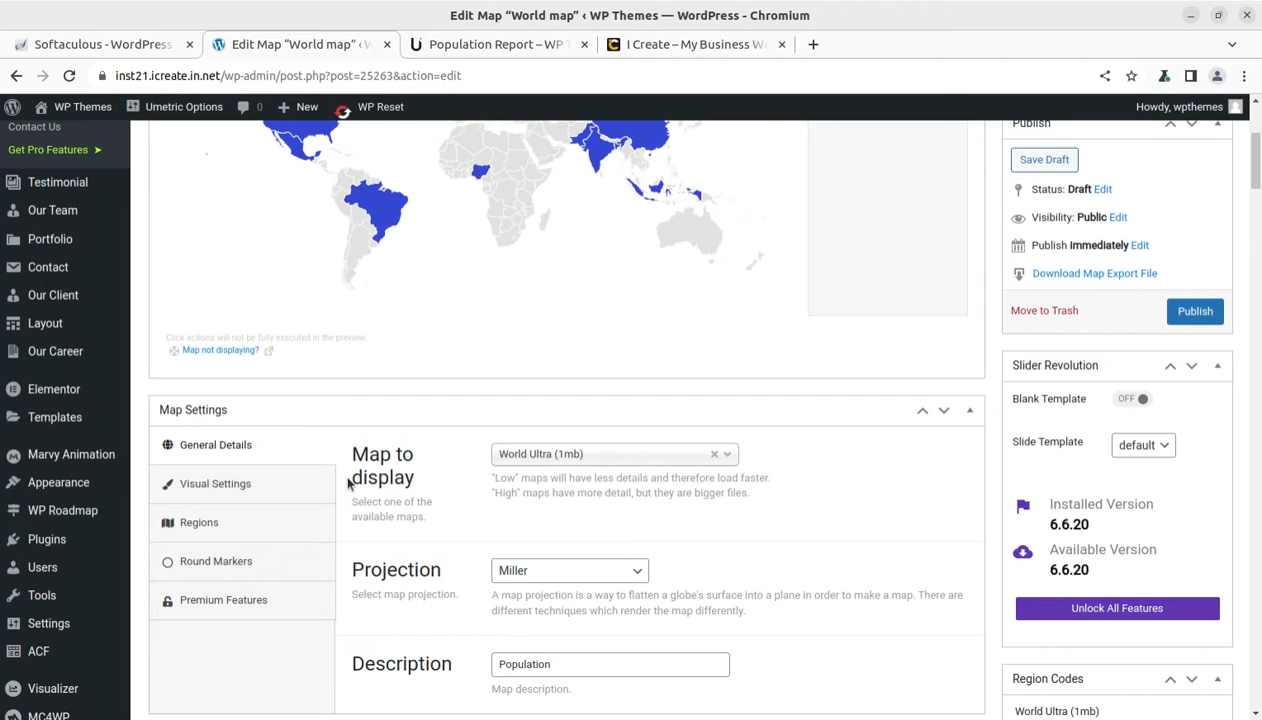 Edit Map “World map” ‹ WP Themes — WordPress - Chromium
Softaculous - WordPress
Edit Map “World map” ‹ W
Population Report – WP T
I Create – My Business W
inst21.icreate.in.net/wp-admin/post.php?post=25263&action=edit
WP Themes
Umetric Options
0
New
WP Reset
Howdy, wpthemes
Contact Us
Get Pro Features ➤
Testimonial
Our Team
Portfolio
Contact
Our Client
Layout
Our Career
Elementor
Templates
Marvy Animation
Appearance
WP Roadmap
Plugins
Users
Tools
Settings
ACF
Visualizer
MC4WP
Click actions will not be fully executed in the preview.
Map not displaying?
Map Settings
General Details
Visual Settings
Regions
Round Markers
Premium Features
Map to display
Select one of the available maps.
World Ultra (1mb)
"Low" maps will have less details and therefore load faster.
"High" maps have more detail, but they are bigger files.
Projection
Select map projection.
Miller
A map projection is a way to flatten a globe's surface into a plane in order to make a map. There are
different techniques which render the map differently.
Description
Population
Map description.
Publish
Save Draft
Status: Draft Edit
Visibility: Public Edit
Publish Immediately Edit
Download Map Export File
Move to Trash
Publish
Slider Revolution
Blank Template
OFF
Slide Template
default
Installed Version
6.6.20
Available Version
6.6.20
Unlock All Features
Region Codes
World Ultra (1mb)